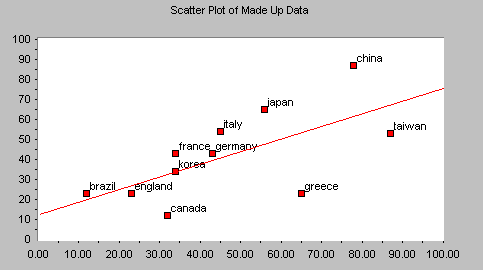 Scatter Plot of Made Up Data
100
90
china
80
70
japan
60
italy
taiwan
50
france germany
40
korea
30
brazil england greece
20
canada
10
0
0.00 10.00 20.00 30.00 40.00 50.00 60.00 70.00 80.00 90.00 100.00